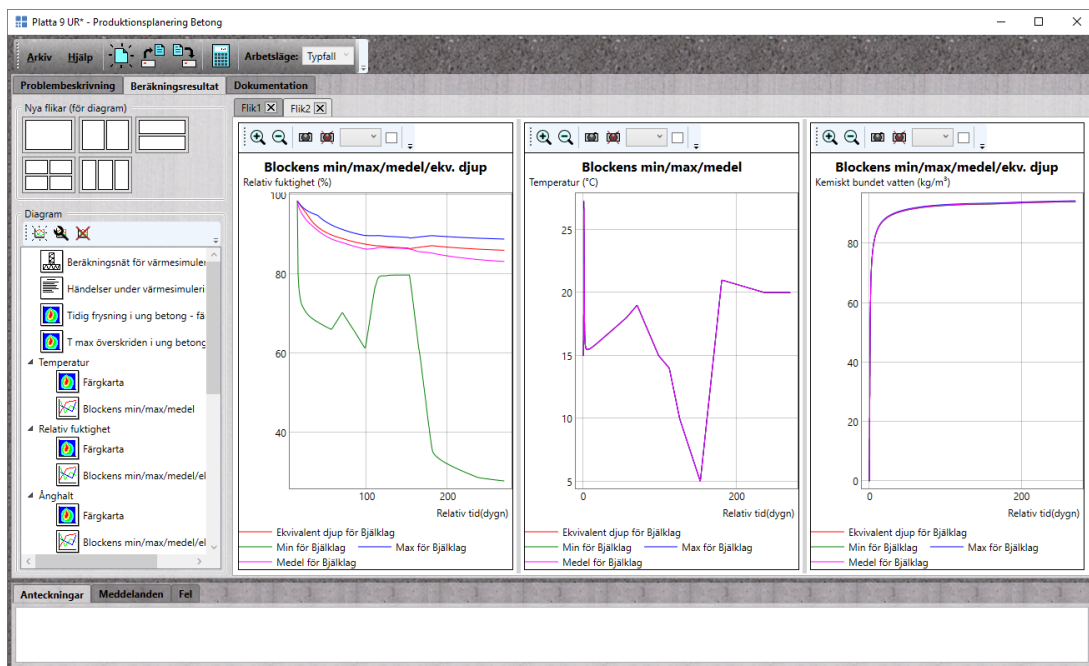 Platta 9 UR* - Produktionsplanering Betong
Arkiv Hjälp Arbetsläge: Typfall
Problembeskrivning Beräkningsresultat Dokumentation
Nya flikar (för diagram)
Diagram
Beräkningsnät för värmesimuler
Händelser under värmesimuleri
Tidig frysning i ung betong - fä
T max överskriden i ung betong
Temperatur
Färgkarta
Blockens min/max/medel
Relativ fuktighet
Färgkarta
Blockens min/max/medel/el
Ånghalt
Färgkarta
Blockens min/max/medel/el
Flik1 Flik2
Blockens min/max/medel/ekv. djup
Relativ fuktighet (%)
100
80
60
40
100 200
Relativ tid(dygn)
Ekvivalent djup för Bjälklag
Min för Bjälklag Max för Bjälklag
Medel för Bjälklag
Blockens min/max/medel
Temperatur (°C)
25
20
15
10
5
0 200
Relativ tid(dygn)
Ekvivalent djup för Bjälklag
Min för Bjälklag Max för Bjälklag
Medel för Bjälklag
Blockens min/max/medel/ekv. djup
Kemiskt bundet vatten (kg/m³)
80
60
40
20
0
0 200
Relativ tid(dygn)
Ekvivalent djup för Bjälklag
Min för Bjälklag Max för Bjälklag
Medel för Bjälklag
Anteckningar Meddelanden Fel